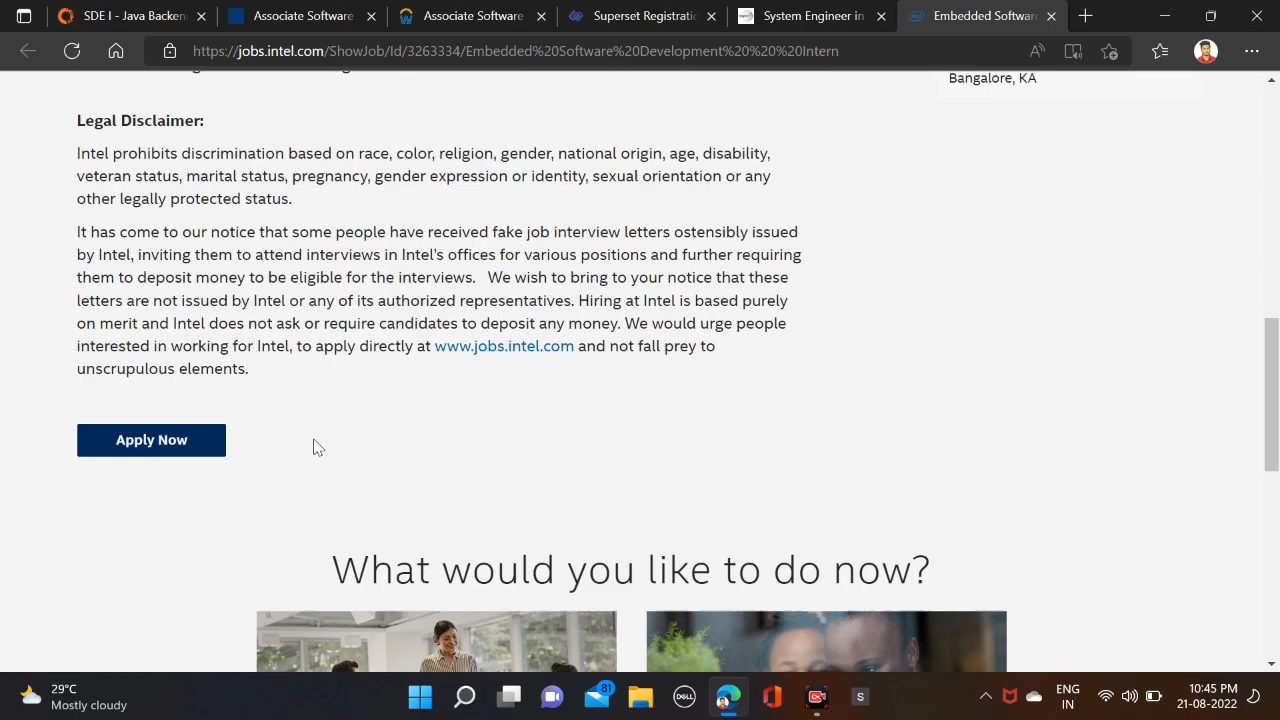 SDE I - Java Backen
Associate Software
Associate Software
Superset Registratio
System Engineer in
Embedded Softwar
https://jobs.intel.com/ShowJob/Id/3263334/Embedded%20Software%20Development%20%20%20Intern
Bangalore, KA
Legal Disclaimer:
Intel prohibits discrimination based on race, color, religion, gender, national origin, age, disability,
veteran status, marital status, pregnancy, gender expression or identity, sexual orientation or any
other legally protected status.
It has come to our notice that some people have received fake job interview letters ostensibly issued
by Intel, inviting them to attend interviews in Intel's offices for various positions and further requiring
them to deposit money to be eligible for the interviews.   We wish to bring to your notice that these
letters are not issued by Intel or any of its authorized representatives. Hiring at Intel is based purely
on merit and Intel does not ask or require candidates to deposit any money. We would urge people
interested in working for Intel, to apply directly at www.jobs.intel.com and not fall prey to
unscrupulous elements.
Apply Now
What would you like to do now?
29°C
Mostly cloudy
81
DELL
S
ENG
IN
10:45 PM
21-08-2022